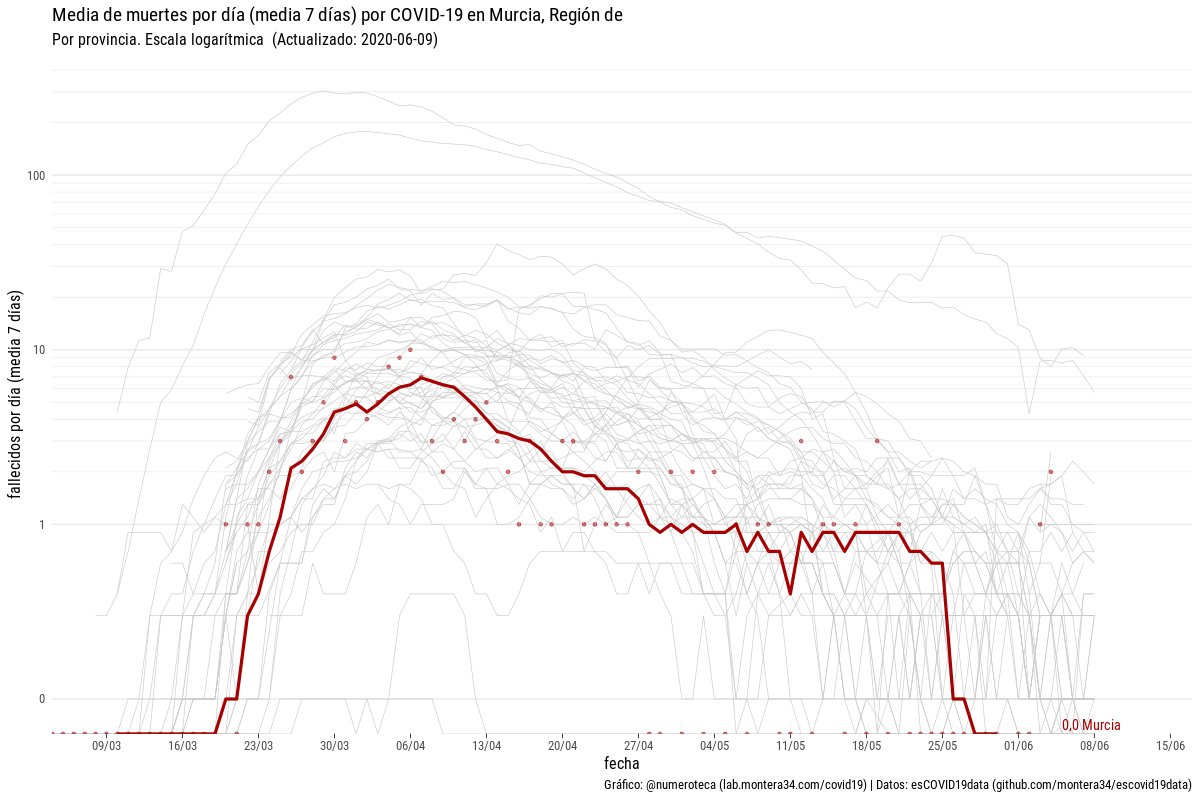 Media de muertes por día (media 7 días) por COVID-19 en Murcia, Región de
Por provincia. Escala logarítmica  (Actualizado: 2020-06-09)
fallecidos por día (media 7 días)
100
10
1
0
0,0 Murcia
09/03 16/03 23/03 30/03 06/04 13/04 20/04 27/04 04/05 11/05 18/05 25/05 01/06 08/06 15/06
fecha
Gráfico: @numeroteca (lab.montera34.com/covid19) | Datos: esCOVID19data (github.com/montera34/escovid19data)